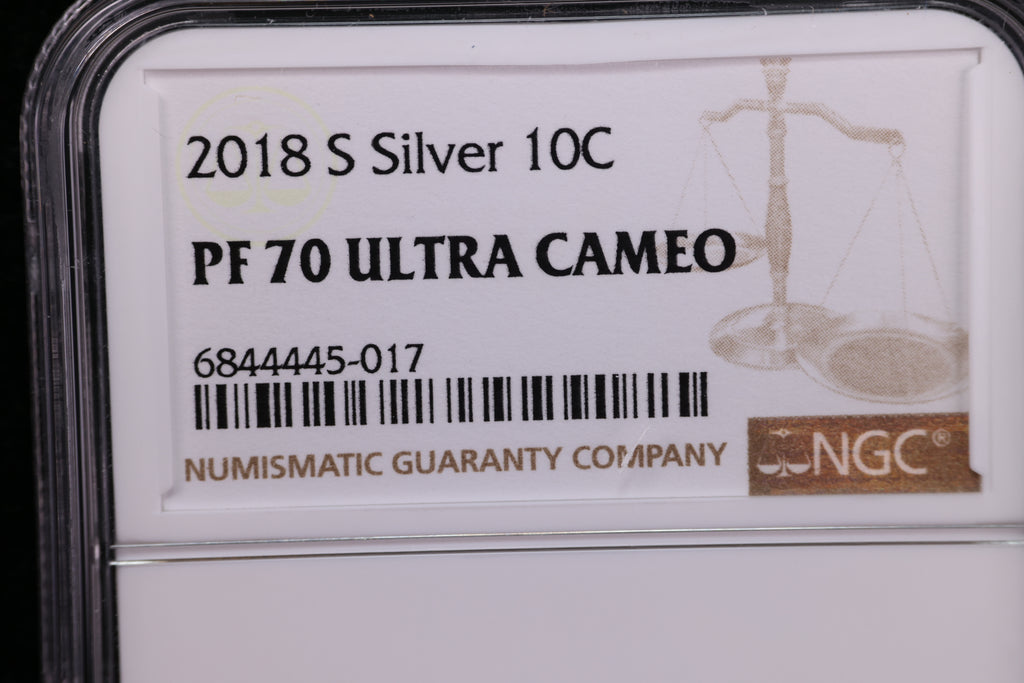 2018 S Silver 10C
PF 70 ULTRA CAMEO
6844445-017
NUMISMATIC GUARANTY COMPANY
NGC®